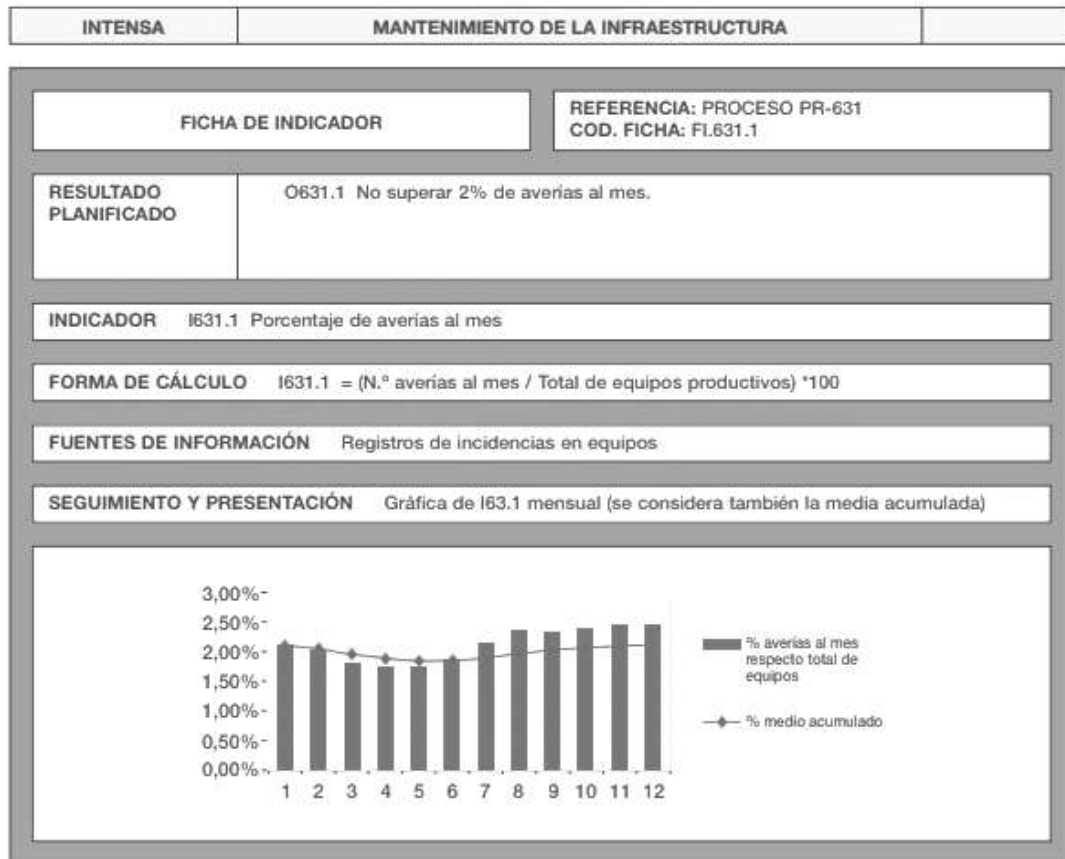 INTENSA
MANTENIMIENTO DE LA INFRAESTRUCTURA
FICHA DE INDICADOR
REFERENCIA: PROCESO PR-631
COD. FICHA: FI.631.1
RESULTADO
PLANIFICADO
O631.1 No superar 2% de averías al mes.
INDICADOR I631.1 Porcentaje de averías al mes
FORMA DE CÁLCULO I631.1 = (N.º averías al mes / Total de equipos productivos) *100
FUENTES DE INFORMACIÓN Registros de incidencias en equipos
SEGUIMIENTO Y PRESENTACIÓN Gráfica de I63.1 mensual (se considera también la media acumulada)
3,00%
2,50%
2,00%
1,50%
1,00%
0,50%
0,00%
1 2 3 4 5 6 7 8 9 10 11 12
% averías al mes
respecto total de
equipos
% medio acumulado